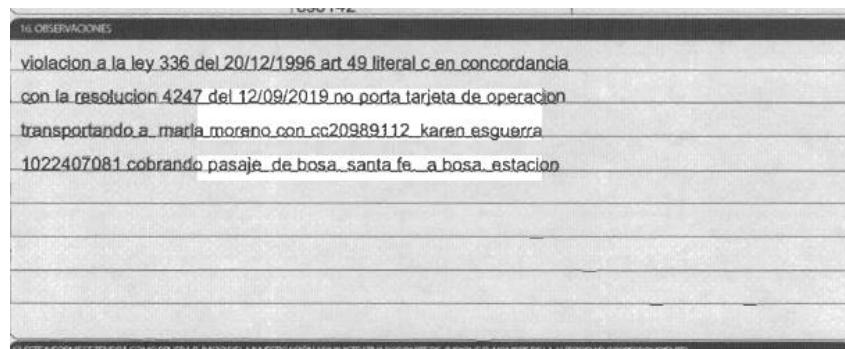 16. OBSERVACIONES
violacion a la ley 336 del 20/12/1996 art 49 literal c en concordancia
con la resolucion 4247 del 12/09/2019 no porta tarjeta de operacion
transportando a maria moreno con cc20989112 karen esguerra
1022407081 cobrando pasaje de bosa santa fe a bosa estacion